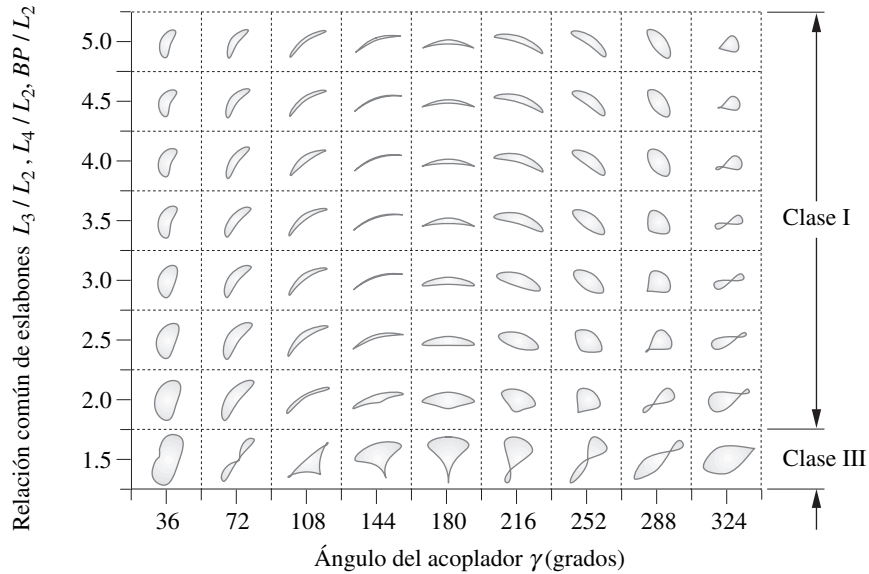 Relación común de eslabones L₃ / L₂ , L₄ / L₂, BP / L₂
5.0
4.5
4.0
3.5
3.0
2.5
2.0
1.5
Clase I
Clase III
36 72 108 144 180 216 252 288 324
Ángulo del acoplador γ (grados)